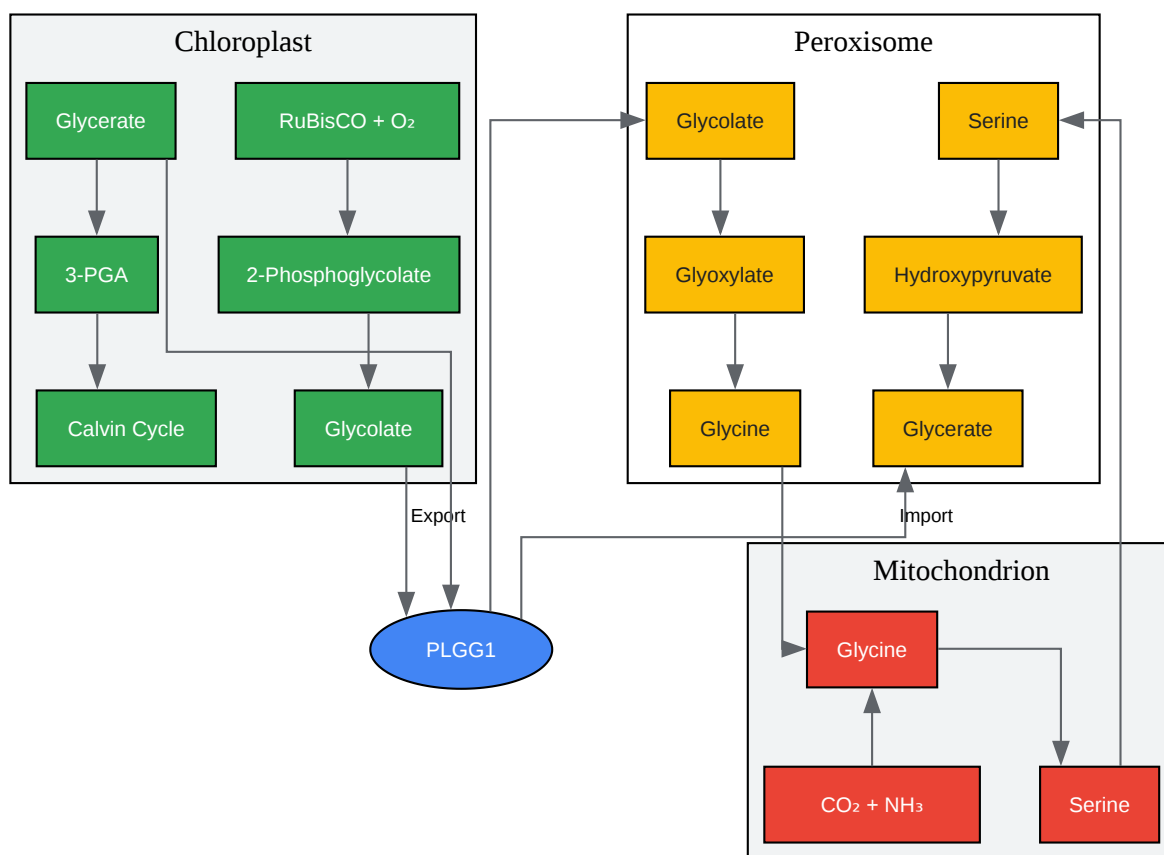 Chloroplast
Glycerate
RuBisCO + O₂
3-PGA
2-Phosphoglycolate
Calvin Cycle
Glycolate
Peroxisome
Glycolate
Serine
Glyoxylate
Hydroxypyruvate
Glycine
Glycerate
Export
Import
PLGG1
Mitochondrion
Glycine
CO₂ + NH₃
Serine